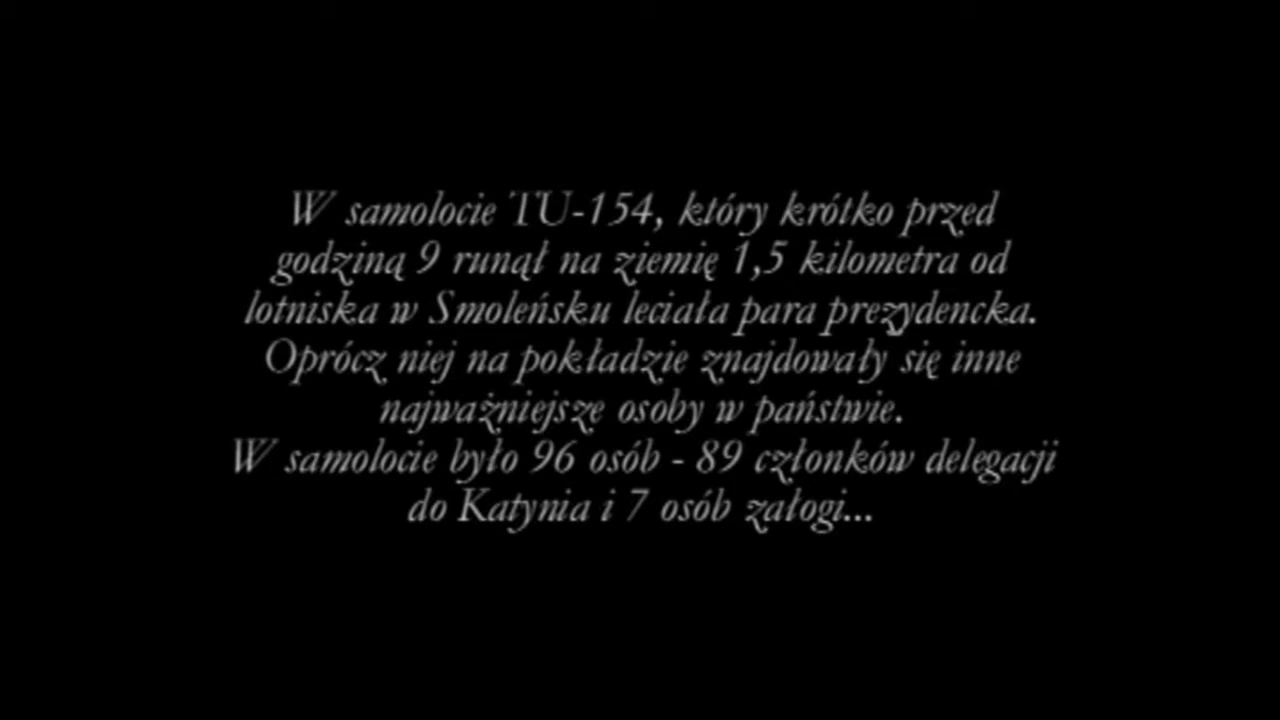 W samolocie TU-154, który krótko przed
godziną 9 runął na ziemię 1,5 kilometra od
lotniska w Smoleńsku leciała para prezydencka.
Oprócz niej na pokładzie znajdowały się inne
najważniejsze osoby w państwie.
W samolocie było 96 osób - 89 członków delegacji
do Katynia i 7 osób załogi...